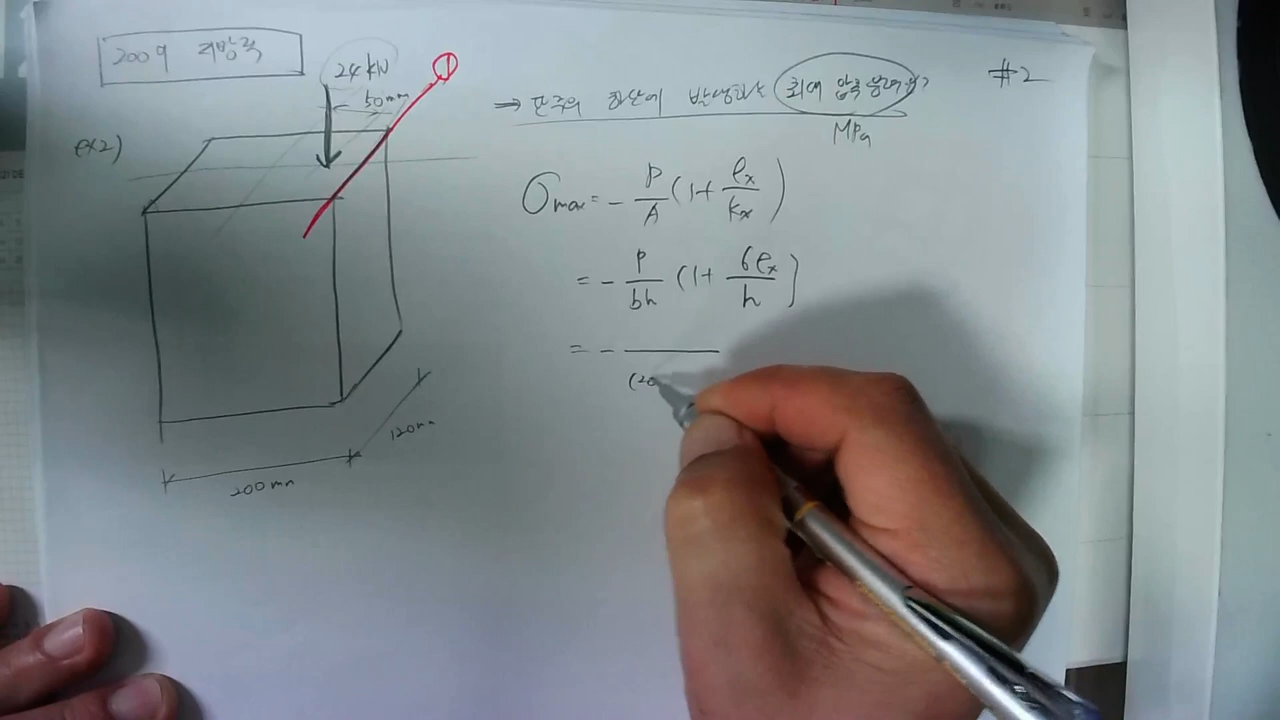 2009 지방직
24kN
50mm
ex2)
120mm
200mm
①
#2
⇒ 단주의 하단에 발생하는 최대 압축응력은?
MPa
σmax = - P/A (1 + ex/kx)
= - P/bh (1 + 6ex/h)
= - (20